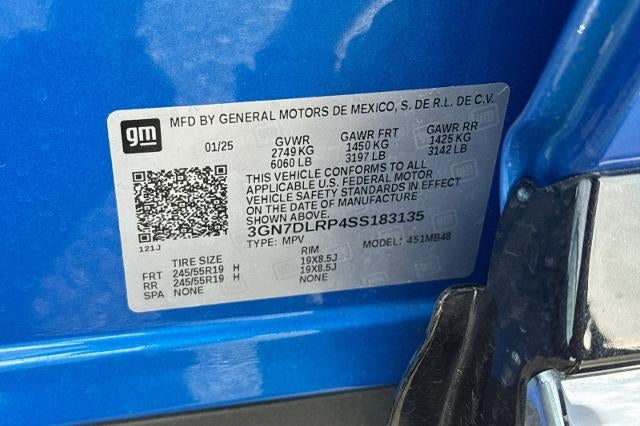 gm MFD BY GENERAL MOTORS DE MEXICO, S. DE R.L. DE C.V.
01/25 GVWR GAWR FRT GAWR RR
2749 KG 1450 KG 1425 KG
6060 LB 3197 LB 3142 LB
THIS VEHICLE CONFORMS TO ALL
APPLICABLE U.S. FEDERAL MOTOR
VEHICLE SAFETY STANDARDS IN EFFECT
ON THE DATE OF MANUFACTURE
SHOWN ABOVE.
3GN7DLRP4SS183135
121J TYPE: MPV MODEL: 451MB48
TIRE SIZE RIM
FRT 245/55R19 H 19X8.5J
RR 245/55R19 H 19X8.5J
SPA NONE NONE